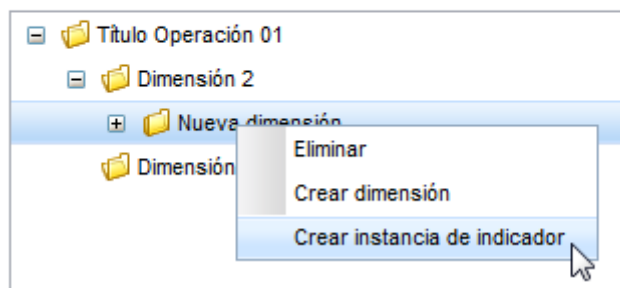 Título Operación 01
Dimensión 2
Nueva dimensión
Dimensión
Eliminar
Crear dimensión
Crear instancia de indicador